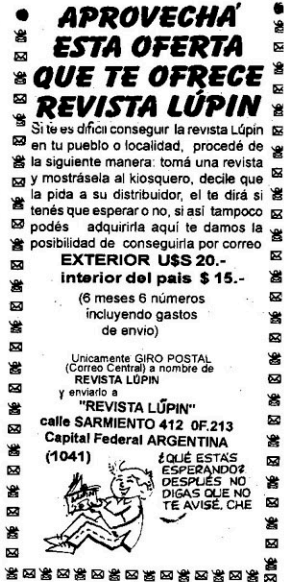 APROVECHÁ
ESTA OFERTA
QUE TE OFRECE
REVISTA LÚPIN
Si te es difícil conseguir la revista Lúpin
en tu pueblo o localidad, procedé de
la siguiente manera: tomá una revista
y mostrásela al kiosquero, decile que
la pida a su distribuidor, el te dirá si
tenés que esperar o no, si así tampoco
podés adquirirla aquí te damos la
posibilidad de conseguirla por correo
EXTERIOR U$S 20.-
interior del pais $ 15.-
(6 meses 6 números
incluyendo gastos
de envio)
Unicamente GIRO POSTAL
(Correo Central) a nombre de
REVISTA LÚPIN
y enviarlo a
"REVISTA LÚPIN"
calle SARMIENTO 412 OF.213
Capital Federal ARGENTINA
(1041)
¿QUÉ ESTAS
ESPERANDO?
DESPUÉS NO
DIGAS QUE NO
TE AVISÉ, CHE